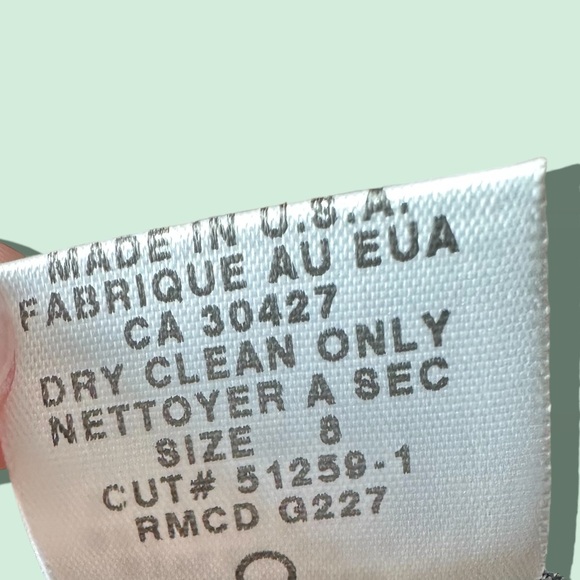 MADE IN U.S.A.
FABRIQUE AU EUA
CA 30427
DRY CLEAN ONLY
NETTOYER A SEC
SIZE 8
CUT# 51259-1
RMCD G227